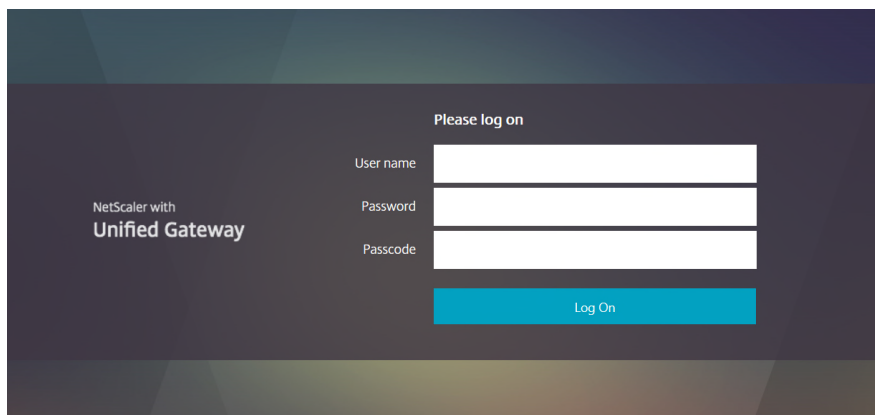 Please log on
User name
NetScaler with
Unified Gateway
Password
Passcode
Log On